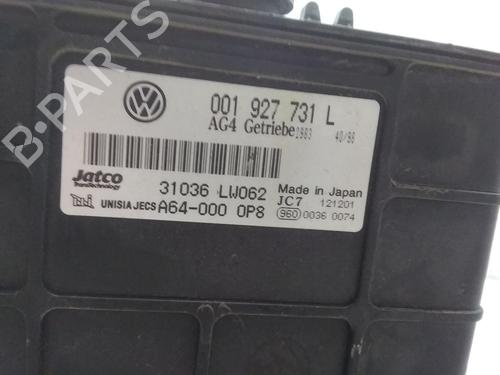 001 927 731 L
AG4 Getriebe 1983 40/98
Jatco 31036 LW062 Made in Japan
TransTechnology JC7 121201
UNISIA JECS A64-000 0P8 960 0036 0074
B-PARTS